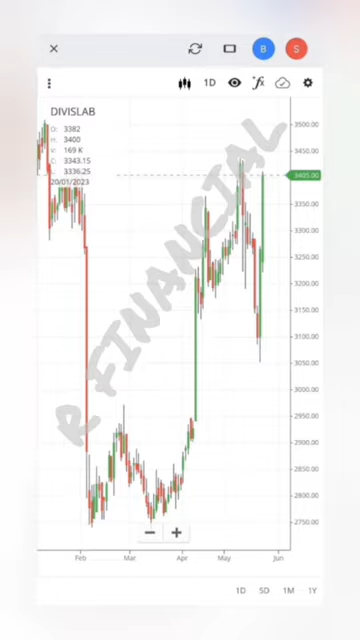 B
S
1D
fx
DIVISLAB
O: 3382
H: 3400
V: 169 K
C: 3343.15
L: 3336.25
20/01/2023
R FINANCIAL
3500.00
3450.00
3405.00
3350.00
3300.00
3250.00
3200.00
3150.00
3100.00
3050.00
3000.00
2950.00
2900.00
2850.00
2800.00
2750.00
Feb Mar Apr May Jun
1D 5D 1M 1Y